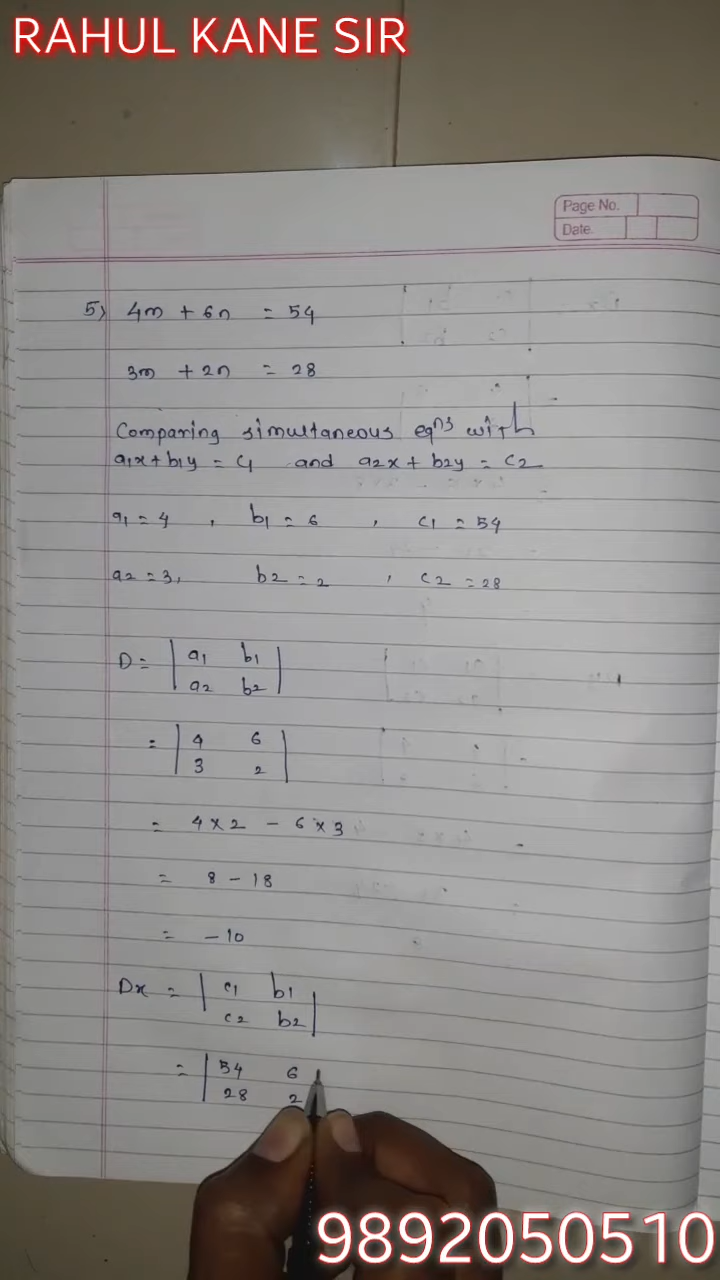 RAHUL KANE SIR
Page No.
Date.
5) 4m + 6n = 54
3m + 2n = 28
Comparing simultaneous eqns with
a1x + b1y = c1 and a2x + b2y = c2
a1 = 4 , b1 = 6 , c1 = 54
a2 = 3, b2 = 2 , c2 = 28
D = | a1 b1 |
| a2 b2 |
= | 4 6 |
| 3 2 |
= 4 × 2 - 6 × 3
= 8 - 18
= -10
Dx = | c1 b1 |
| c2 b2 |
= | 54 6
| 28 2
9892050510